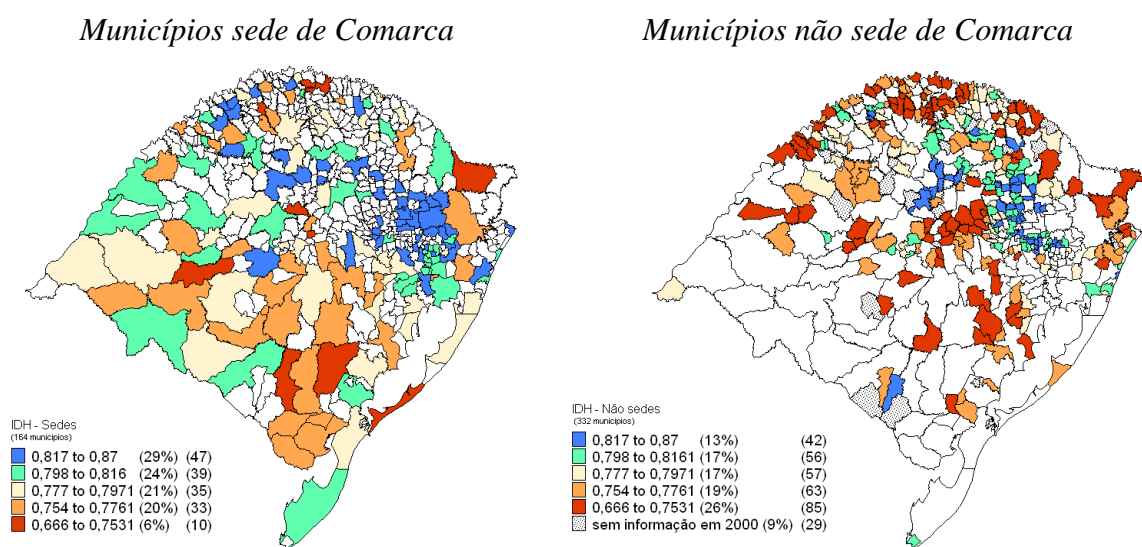 Municípios sede de Comarca
IDH - Sedes
(164 municípios)
0,817 to 0,87 (29%) (47)
0,798 to 0,816 (24%) (39)
0,777 to 0,7971 (21%) (35)
0,754 to 0,7761 (20%) (33)
0,666 to 0,7531 (6%) (10)
Municípios não sede de Comarca
IDH - Não sedes
(332 municípios)
0,817 to 0,87 (13%) (42)
0,798 to 0,8161 (17%) (56)
0,777 to 0,7971 (17%) (57)
0,754 to 0,7761 (19%) (63)
0,666 to 0,7531 (26%) (85)
sem informação em 2000 (9%) (29)